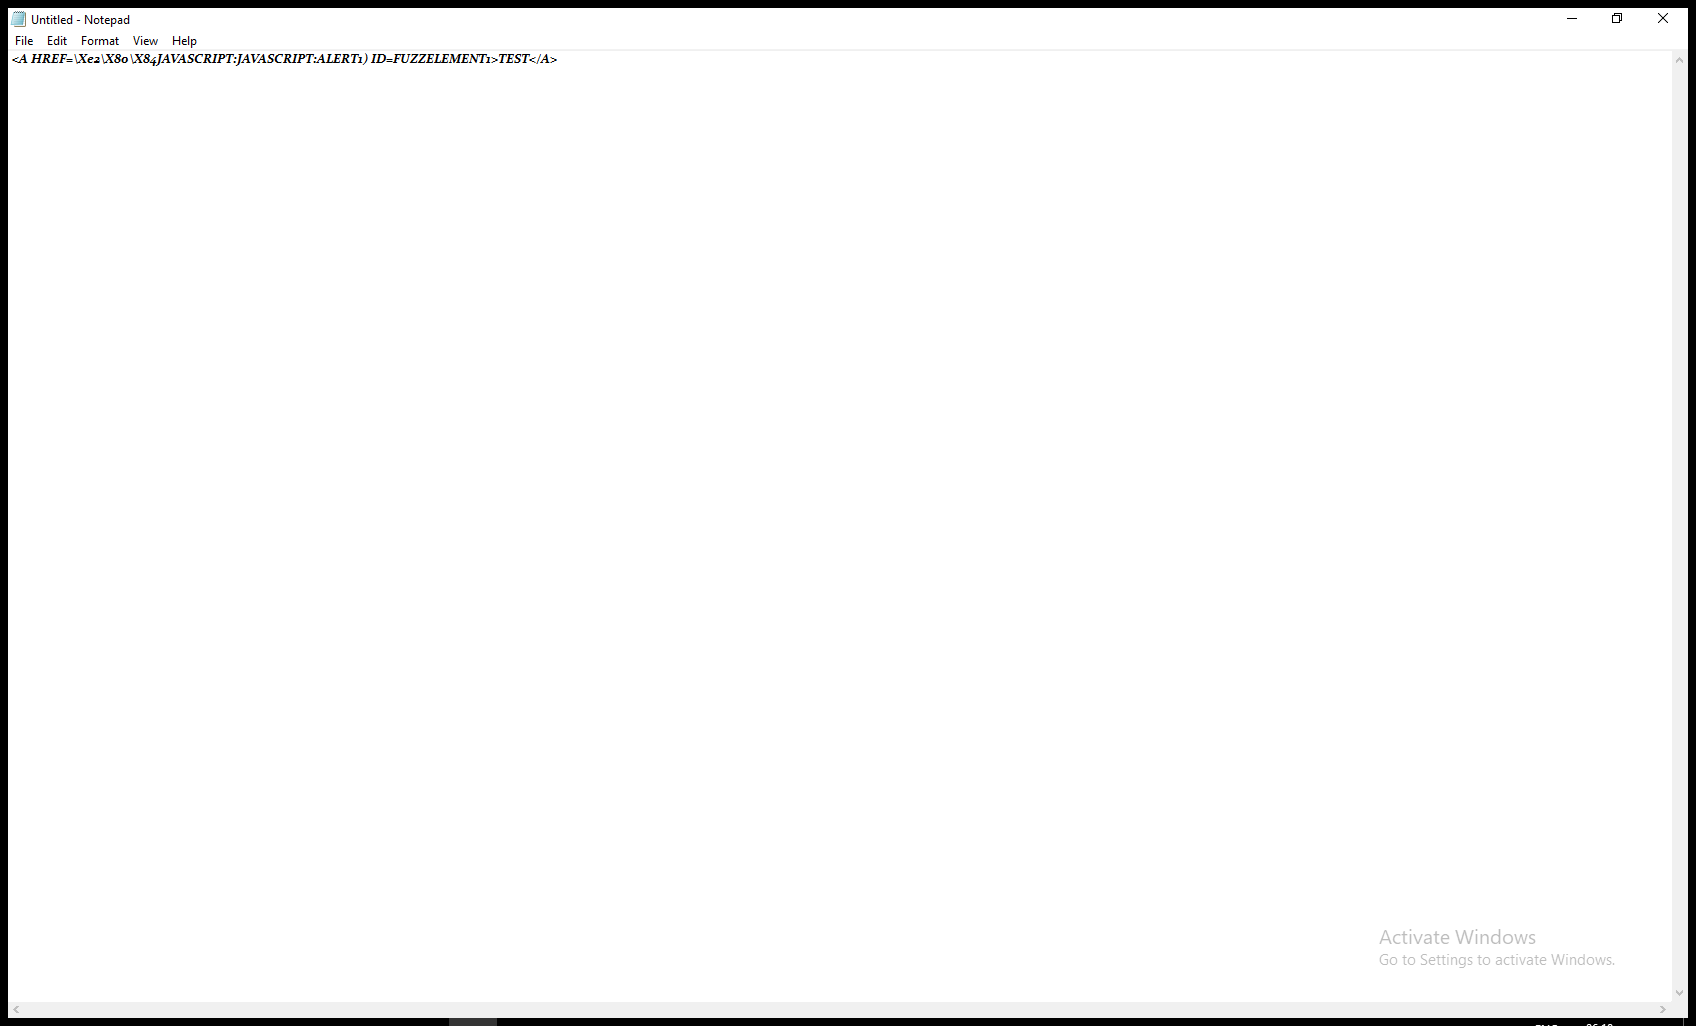 Untitled - Notepad
File Edit Format View Help
<A HREF=\Xe2\X80\X84JAVASCRIPT:JAVASCRIPT:ALERT1) ID=FUZZELEMENT1>TEST</A>
Activate Windows
Go to Settings to activate Windows.